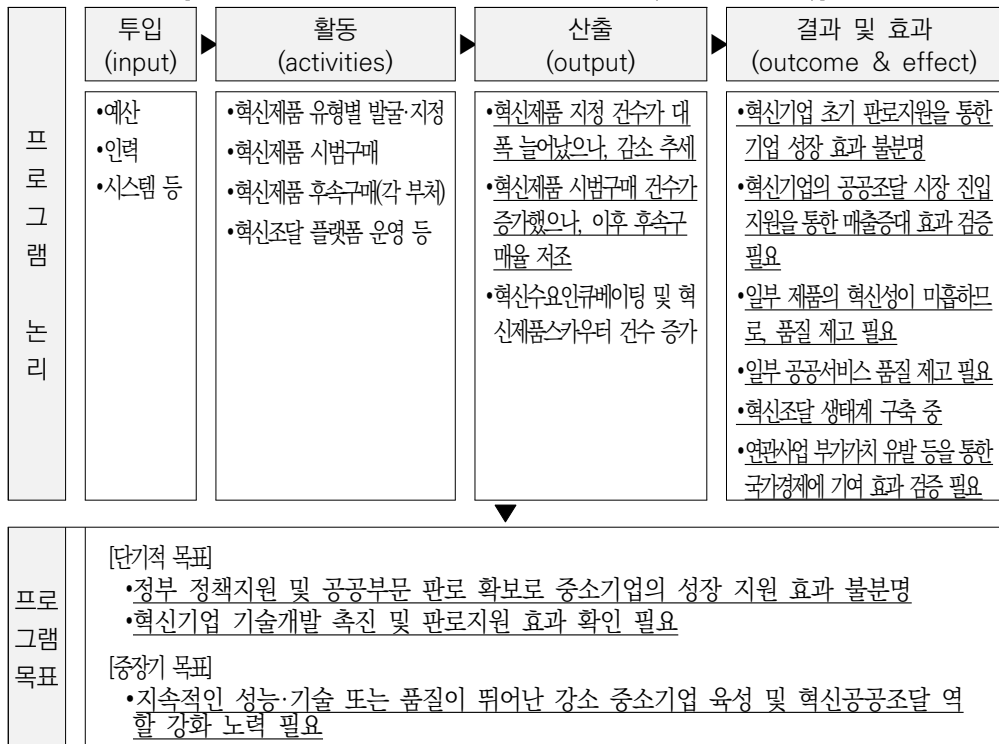 프로그램 논리
투입
(input)
활동
(activities)
산출
(output)
결과 및 효과
(outcome & effect)
•예산
•인력
•시스템 등
•혁신제품 유형별 발굴·지정
•혁신제품 시범구매
•혁신제품 후속구매(각 부처)
•혁신조달 플랫폼 운영 등
•혁신제품 지정 건수가 대
폭 늘어났으나, 감소 추세
•혁신제품 시범구매 건수가
증가했으나, 이후 후속구
매율 저조
•혁신수요인큐베이팅 및 혁
신제품스카우터 건수 증가
•혁신기업 초기 판로지원을 통한
기업 성장 효과 불분명
•혁신기업의 공공조달 시장 진입
지원을 통한 매출증대 효과 검증
필요
•일부 제품의 혁신성이 미흡하므
로, 품질 제고 필요
•일부 공공서비스 품질 제고 필요
•혁신조달 생태계 구축 중
•연관사업 부가가치 유발 등을 통한
국가경제에 기여 효과 검증 필요
프로
그램
목표
[단기적 목표]
•정부 정책지원 및 공공부문 판로 확보로 중소기업의 성장 지원 효과 불분명
•혁신기업 기술개발 촉진 및 판로지원 효과 확인 필요
[중장기 목표]
•지속적인 성능·기술 또는 품질이 뛰어난 강소 중소기업 육성 및 혁신공공조달 역
할 강화 노력 필요